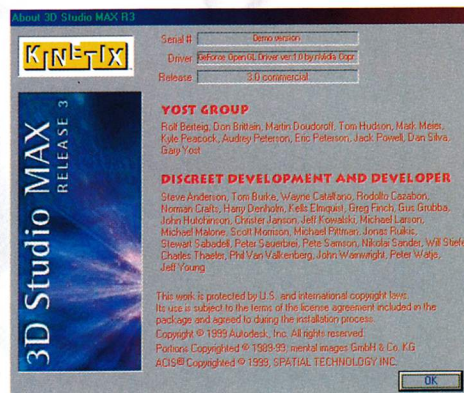 About 3D Studio MAX R3
KINETIX
Serial # Demo version
Driver GeForce OpenGL Driver ver 1.0 by nVidia Copr
Release 3.0 commercial
3D Studio MAX
RELEASE 3
YOST GROUP
Rolf Berteig, Don Brittain, Martin Doudoroff, Tom Hudson, Mark Meier,
Kyle Peacock, Audrey Peterson, Eric Peterson, Jack Powell, Dan Silva,
Gary Yost
DISCREET DEVELOPMENT AND DEVELOPER
Steve Anderson, Tom Burke, Wayne Catalfano, Rodolfo Cazabon,
Norman Crafts, Harry Denholm, Kells Elmquist, Greg Finch, Gus Grubba,
John Hutchinson, Christer Janson, Jeff Kowalski, Michael Larson,
Michael Malone, Scott Morrison, Michael Pittman, Jonas Ruikis,
Stewart Sabadell, Peter Sauerbrei, Pete Samson, Nikolai Sander, Will Stefe
Charles Thaeler, Phil Van Valkenberg, John Wainwright, Peter Watje,
Jeff Young
This work is protected by U.S. and international copyright laws.
Its use is subject to the terms of the license agreement included in the
package and agreed to during the installation process.
Copyright © 1999 Autodesk, Inc. All rights reserved.
Portions Copyrighted © 1989-99, mental images GmbH & Co. KG
ACIS® Copyrighted © 1999, SPATIAL TECHNOLOGY INC.
OK